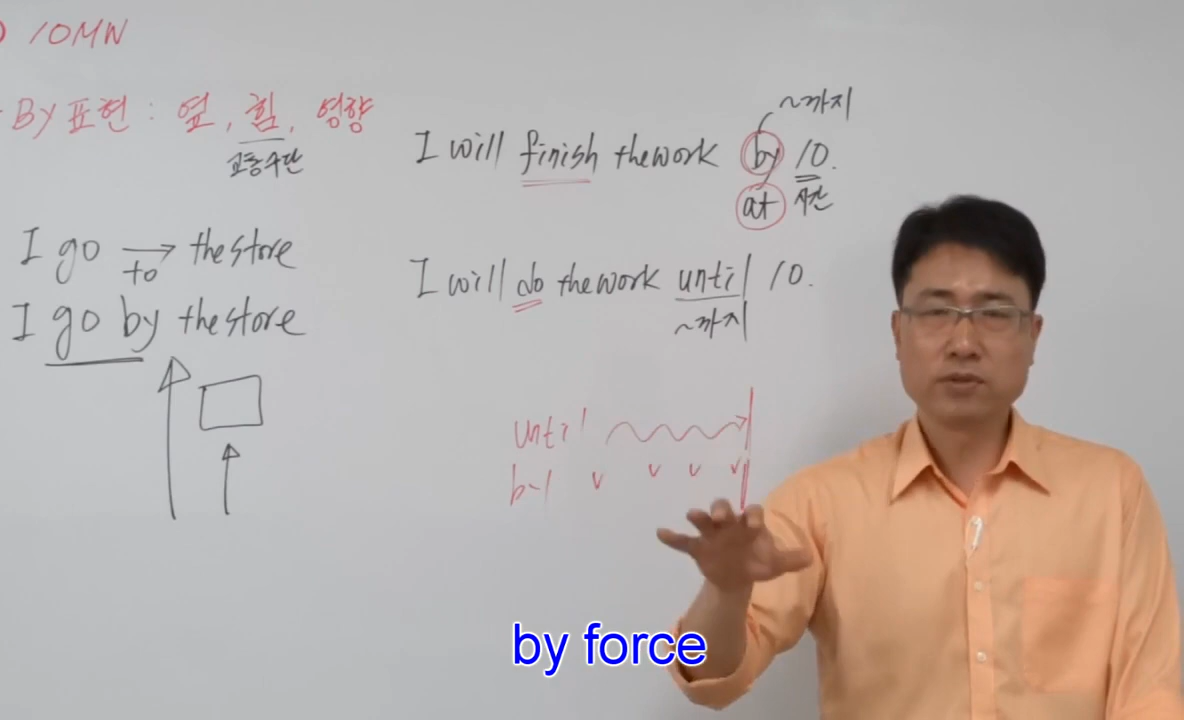 10MW
By 표현 : 옆, 힘, 영향
교통수단
I go to the store
I go by the store
~까지
I will finish the work by 10.
at 시간
I will do the work until 10.
~까지
until
by
by force